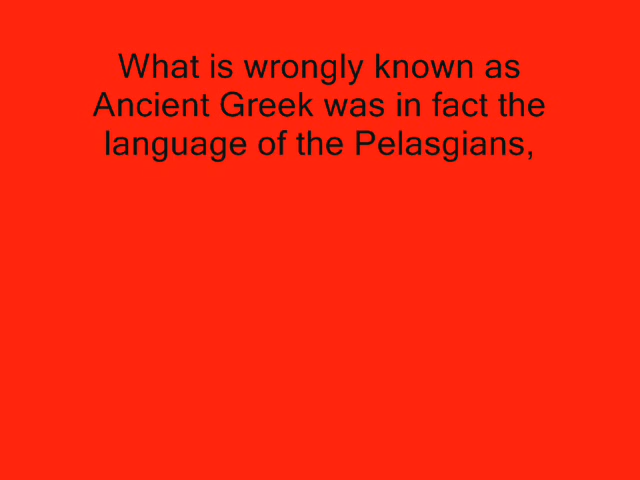 What is wrongly known as
Ancient Greek was in fact the
language of the Pelasgians,